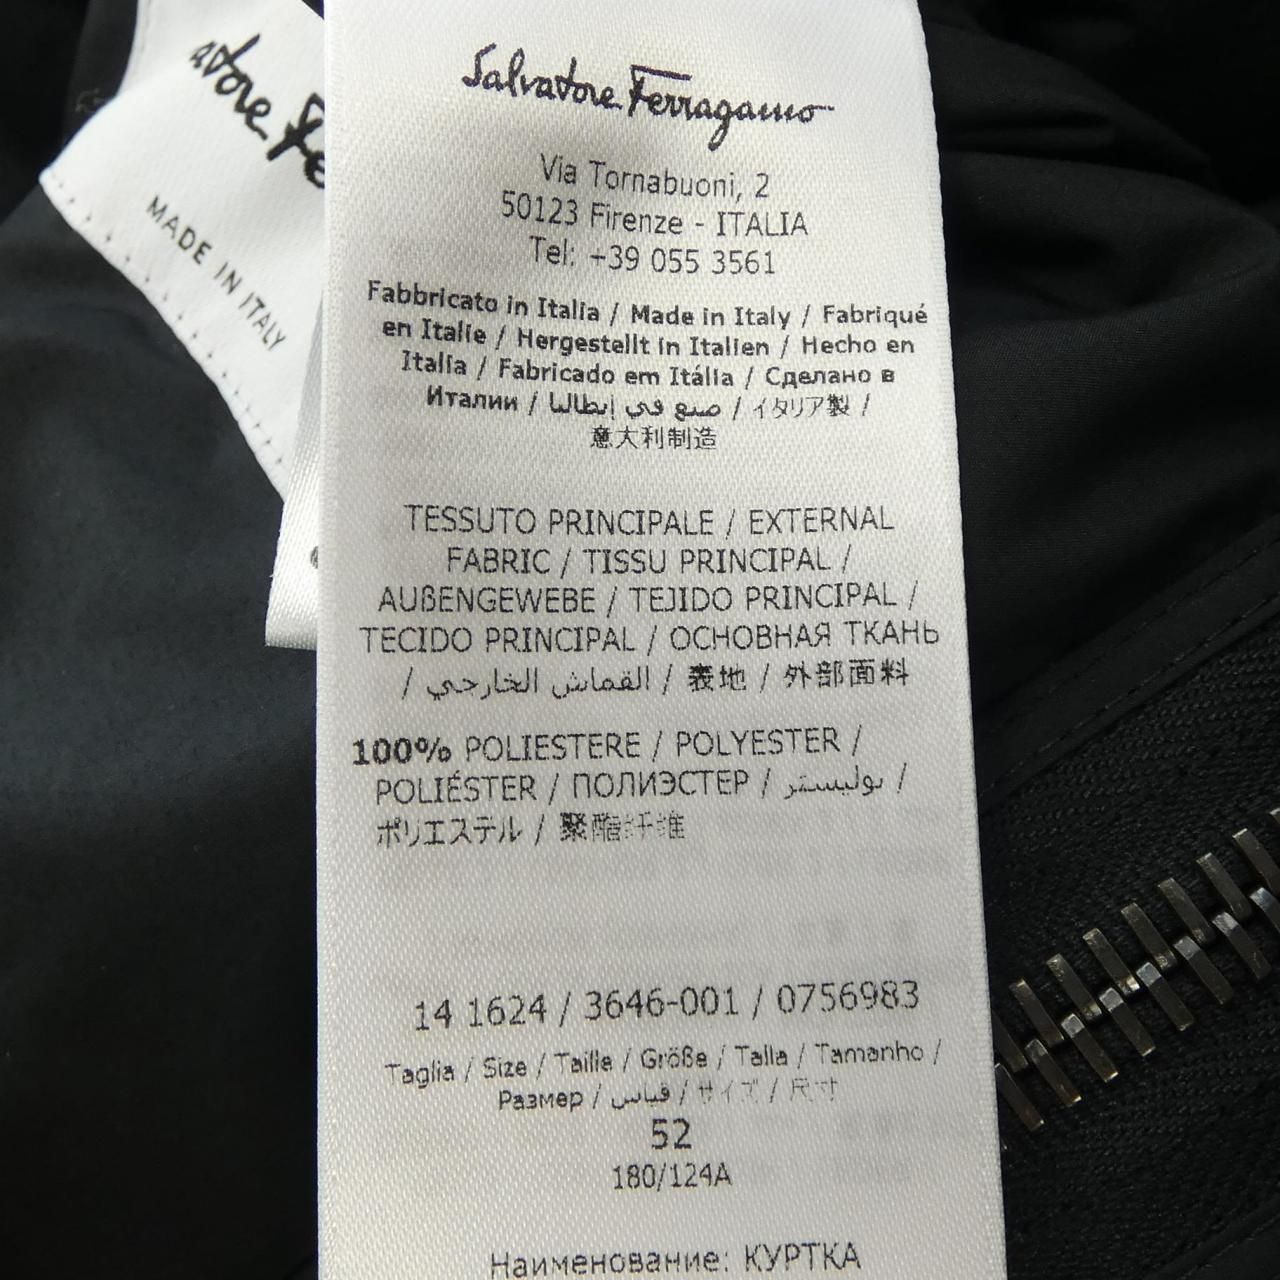 atore Fe
MADE IN ITALY
Salvatore Ferragamo
Via Tornabuoni, 2
50123 Firenze - ITALIA
Tel: +39 055 3561
Fabbricato in Italia / Made in Italy / Fabriqué
en Italie / Hergestellt in Italien / Hecho en
Italia / Fabricado em Itália / Сделано в
Италии / صنع في إيطاليا / イタリア製 /
意大利制造
TESSUTO PRINCIPALE / EXTERNAL
FABRIC / TISSU PRINCIPAL /
AUßENGEWEBE / TEJIDO PRINCIPAL /
TECIDO PRINCIPAL / ОСНОВНАЯ ТКАНЬ
/ القماش الخارجي / 表地 / 外部面料
100% POLIESTERE / POLYESTER /
POLIÉSTER / ПОЛИЭСТЕР / بوليستر /
ポリエステル / 聚酯纤维
14 1624 / 3646-001 / 0756983
Taglia / Size / Taille / Größe / Talla / Tamanho /
Размер / قياس / サイズ / 尺寸
52
180/124A
Наименование: КУРТКА